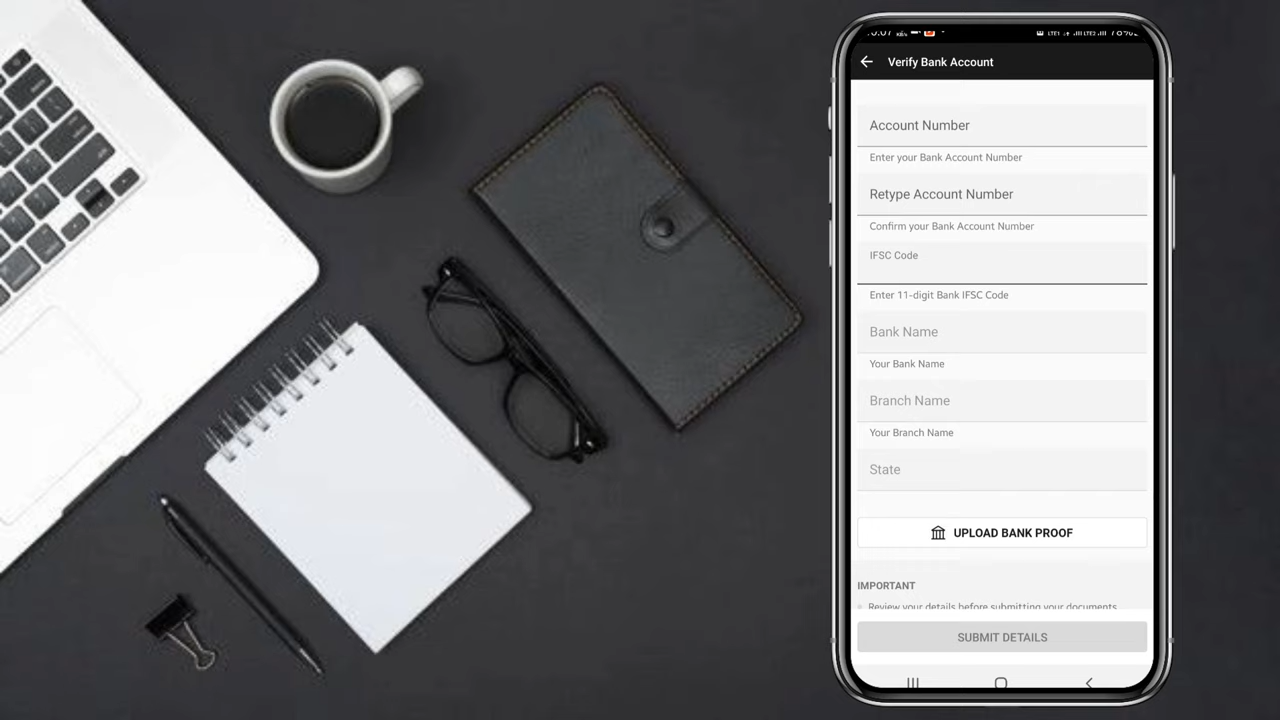 Verify Bank Account
Account Number
Enter your Bank Account Number
Retype Account Number
Confirm your Bank Account Number
IFSC Code
Enter 11-digit Bank IFSC Code
Bank Name
Your Bank Name
Branch Name
Your Branch Name
State
UPLOAD BANK PROOF
IMPORTANT
Review your details before submitting your documents
SUBMIT DETAILS